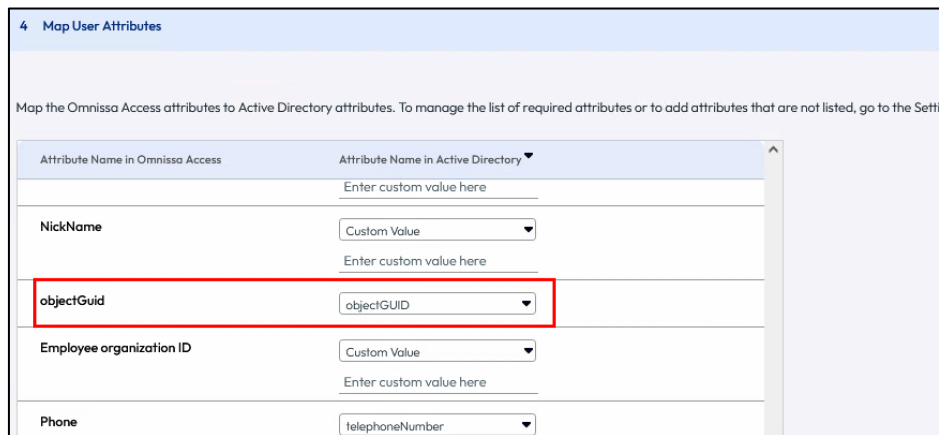 4 Map User Attributes
Map the Omnissa Access attributes to Active Directory attributes. To manage the list of required attributes or to add attributes that are not listed, go to the Setti
Attribute Name in Omnissa Access Attribute Name in Active Directory
Enter custom value here
NickName Custom Value
Enter custom value here
objectGuid objectGUID
Employee organization ID Custom Value
Enter custom value here
Phone telephoneNumber